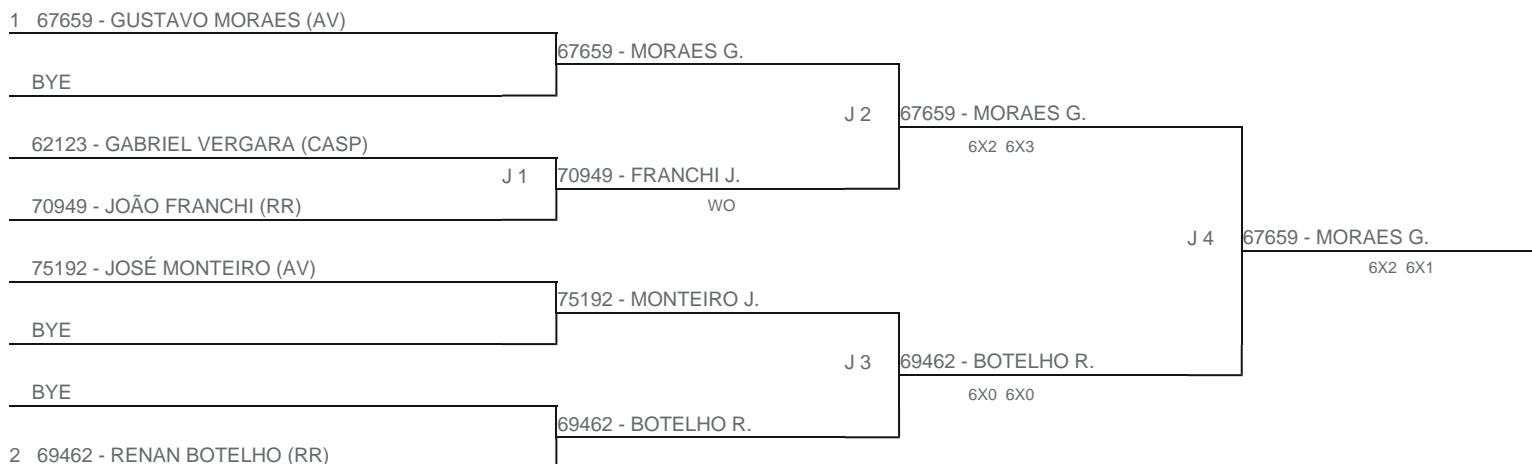 1 67659 - GUSTAVO MORAES (AV)
67659 - MORAES G.
BYE
J 2
67659 - MORAES G.
6X2 6X3
62123 - GABRIEL VERGARA (CASP)
J 1
70949 - FRANCHI J.
WO
70949 - JOÃO FRANCHI (RR)
J 4
67659 - MORAES G.
6X2 6X1
75192 - JOSÉ MONTEIRO (AV)
75192 - MONTEIRO J.
BYE
J 3
69462 - BOTELHO R.
6X0 6X0
BYE
69462 - BOTELHO R.
2 69462 - RENAN BOTELHO (RR)